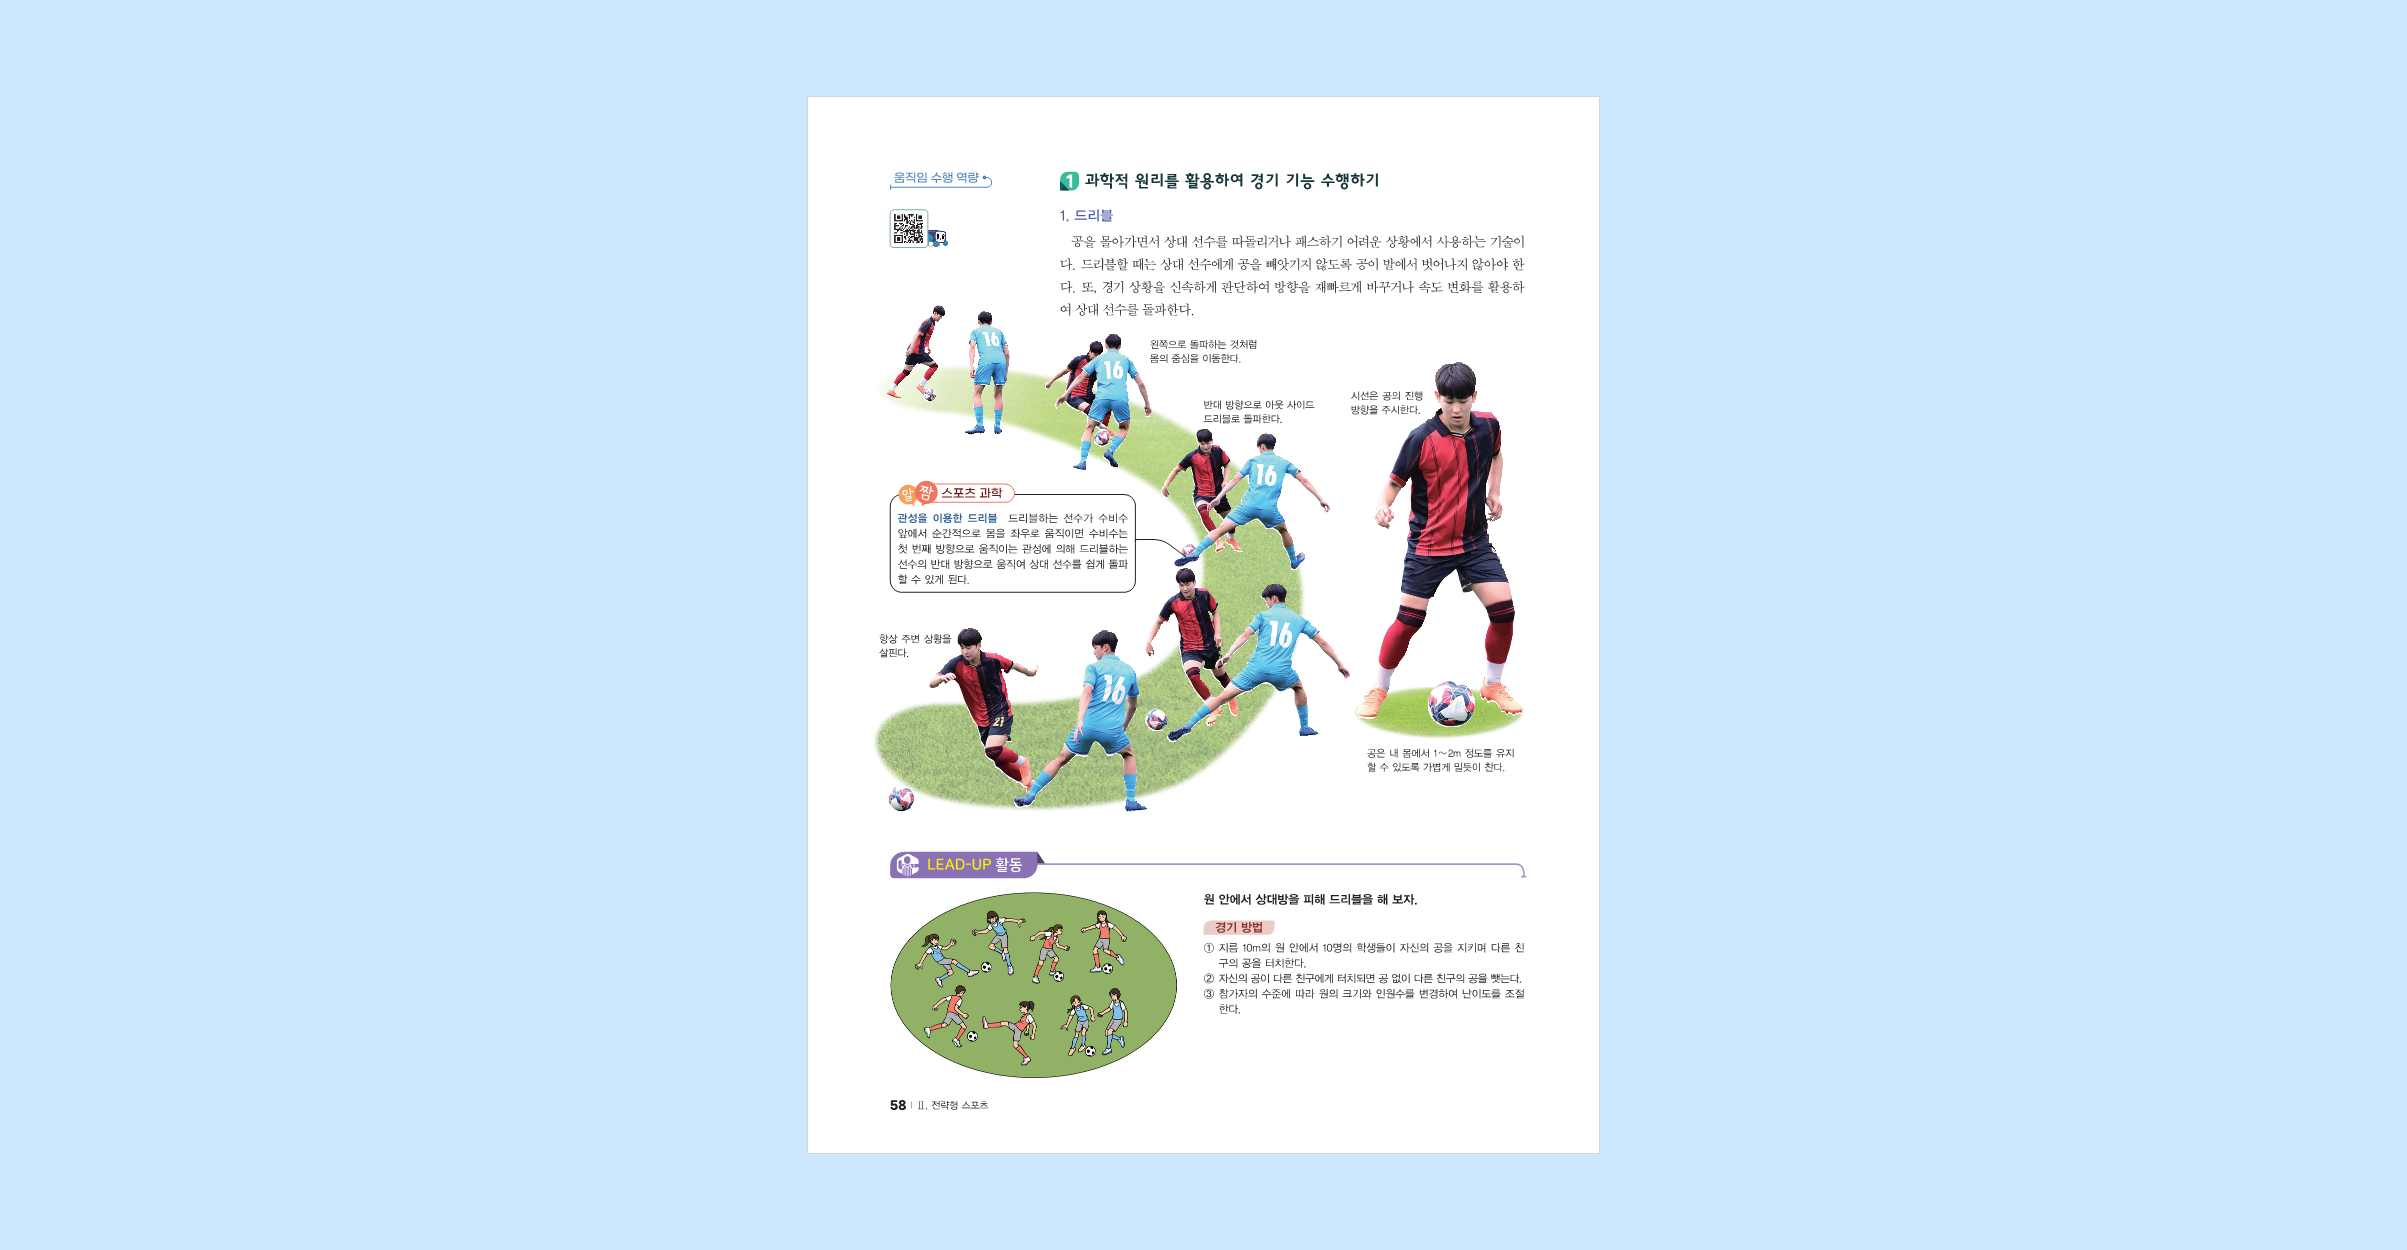 움직임 수행 역량
1 과학적 원리를 활용하여 경기 기능 수행하기
1. 드리블
공을 몰아가면서 상대 선수를 따돌리거나 패스하기 어려운 상황에서 사용하는 기술이
다. 드리블할 때는 상대 선수에게 공을 빼앗기지 않도록 공이 발에서 벗어나지 않아야 한
다. 또, 경기 상황을 신속하게 판단하여 방향을 재빠르게 바꾸거나 속도 변화를 활용하
여 상대 선수를 돌파한다.
16
16
왼쪽으로 돌파하는 것처럼
몸의 중심을 이동한다.
반대 방향으로 아웃 사이드
드리블로 돌파한다.
시선은 공의 진행
방향을 주시한다.
16
알짬 스포츠 과학
관성을 이용한 드리블 드리블하는 선수가 수비수
앞에서 순간적으로 몸을 좌우로 움직이면 수비수는
첫 번째 방향으로 움직이는 관성에 의해 드리블하는
선수의 반대 방향으로 움직여 상대 선수를 쉽게 돌파
할 수 있게 된다.
16
항상 주변 상황을
살핀다.
16
21
공은 내 몸에서 1~2m 정도를 유지
할 수 있도록 가볍게 밀듯이 찬다.
LEAD-UP 활동
원 안에서 상대방을 피해 드리블을 해 보자.
경기 방법
① 지름 10m의 원 안에서 10명의 학생들이 자신의 공을 지키며 다른 친
구의 공을 터치한다.
② 자신의 공이 다른 친구에게 터치되면 공 없이 다른 친구의 공을 뺏는다.
③ 참가자의 수준에 따라 원의 크기와 인원수를 변경하여 난이도를 조절
한다.
58 Ⅱ. 전략형 스포츠